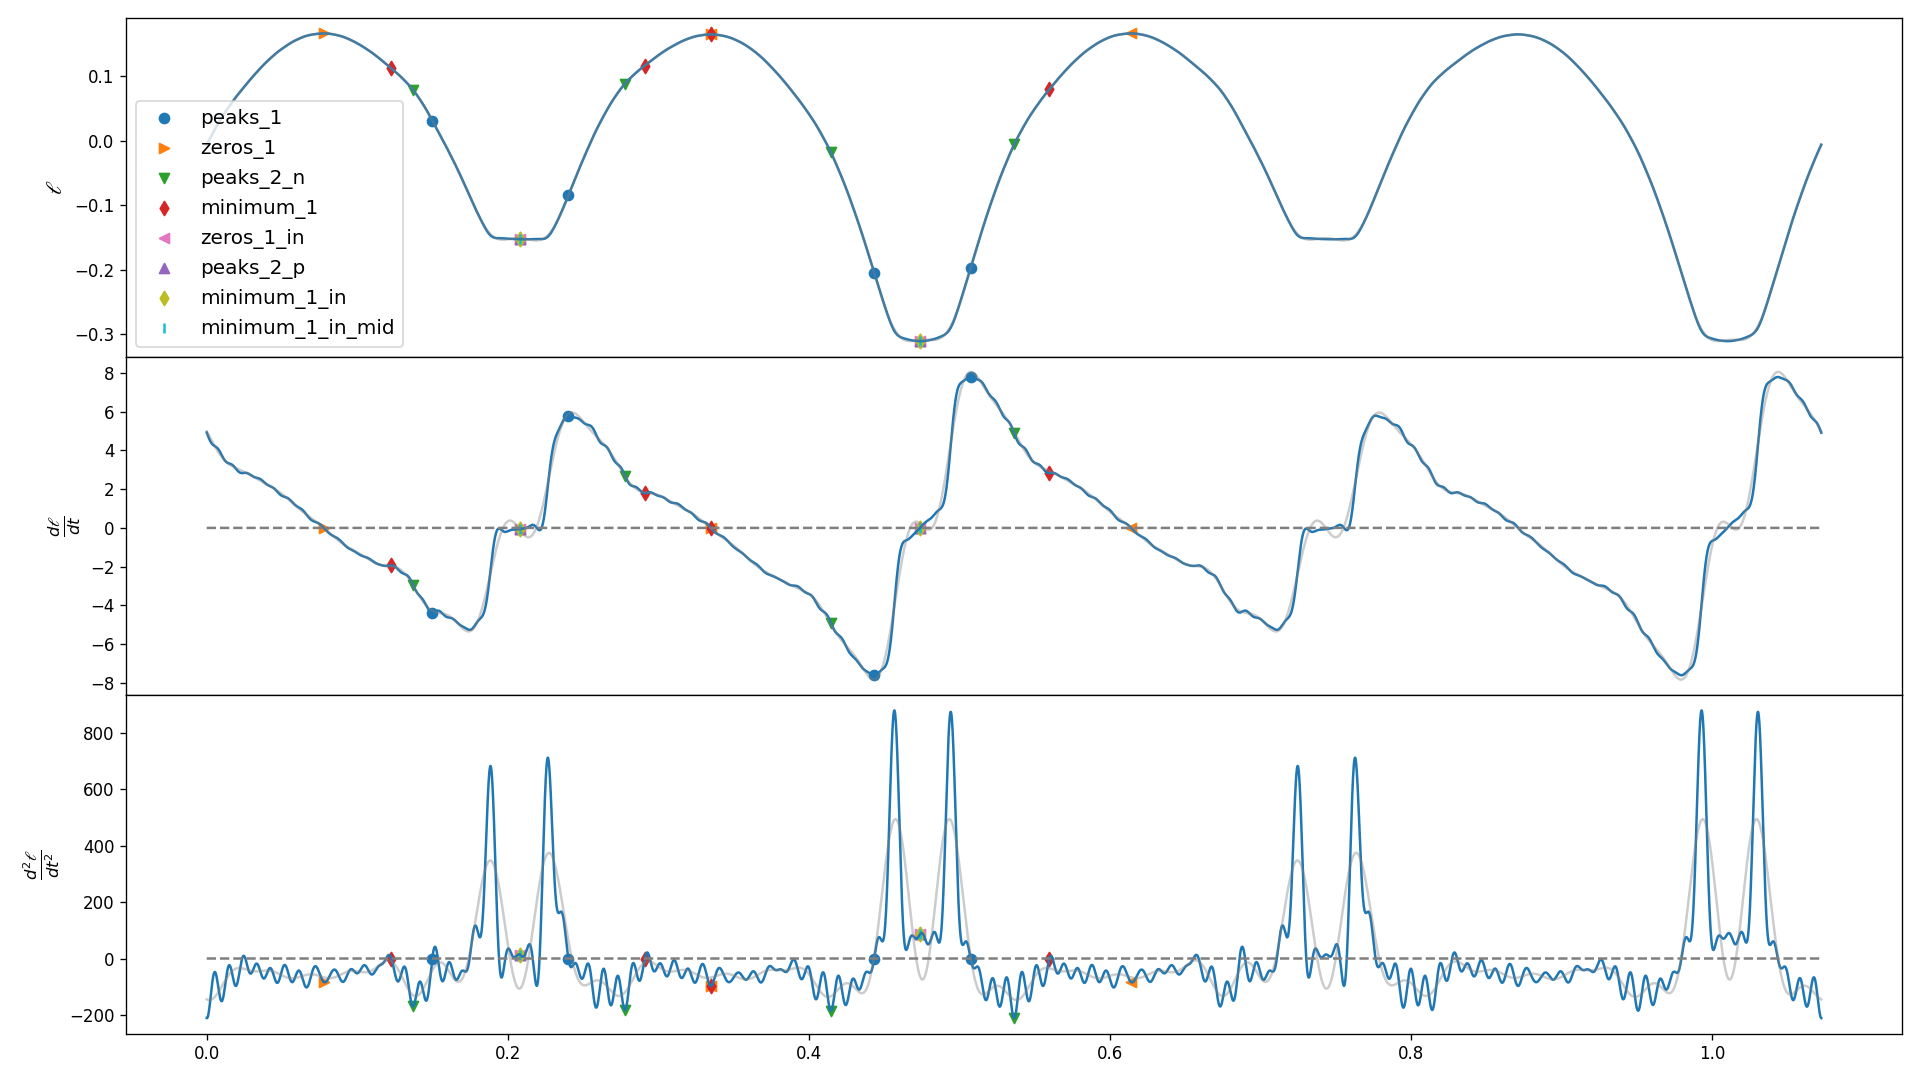 0.1
0.0
−0.1
−0.2
−0.3
ℓ
peaks_1
zeros_1
peaks_2_n
minimum_1
zeros_1_in
peaks_2_p
minimum_1_in
minimum_1_in_mid
8
6
4
2
0
−2
−4
−6
−8
dℓ
dt
800
600
400
200
0
−200
d²ℓ
dt²
0.0 0.2 0.4 0.6 0.8 1.0